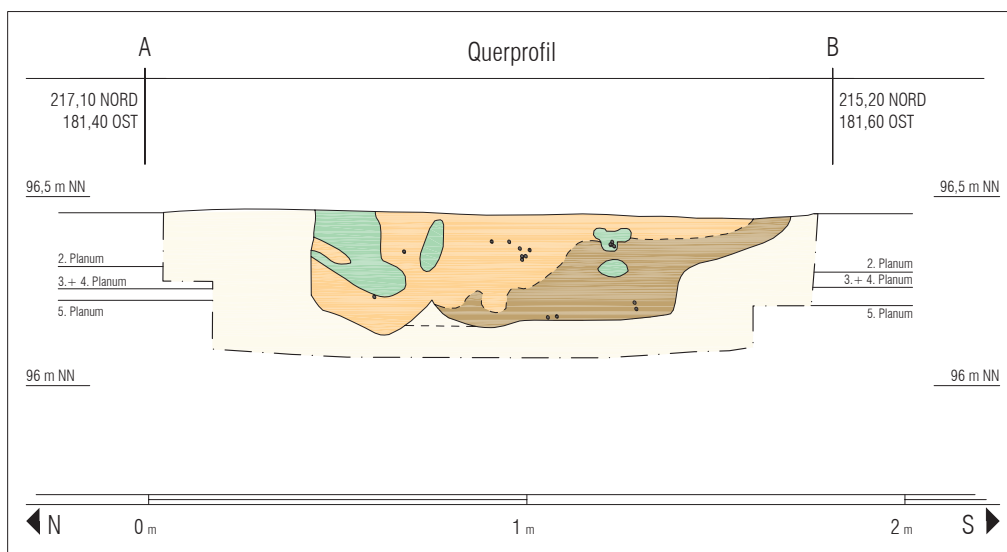 A Querprofil B
217,10 NORD
181,40 OST
215,20 NORD
181,60 OST
96,5 m NN 96,5 m NN
2. Planum 2. Planum
3.+ 4. Planum 3.+ 4. Planum
5. Planum 5. Planum
96 m NN 96 m NN
N 0 m 1 m 2 m S